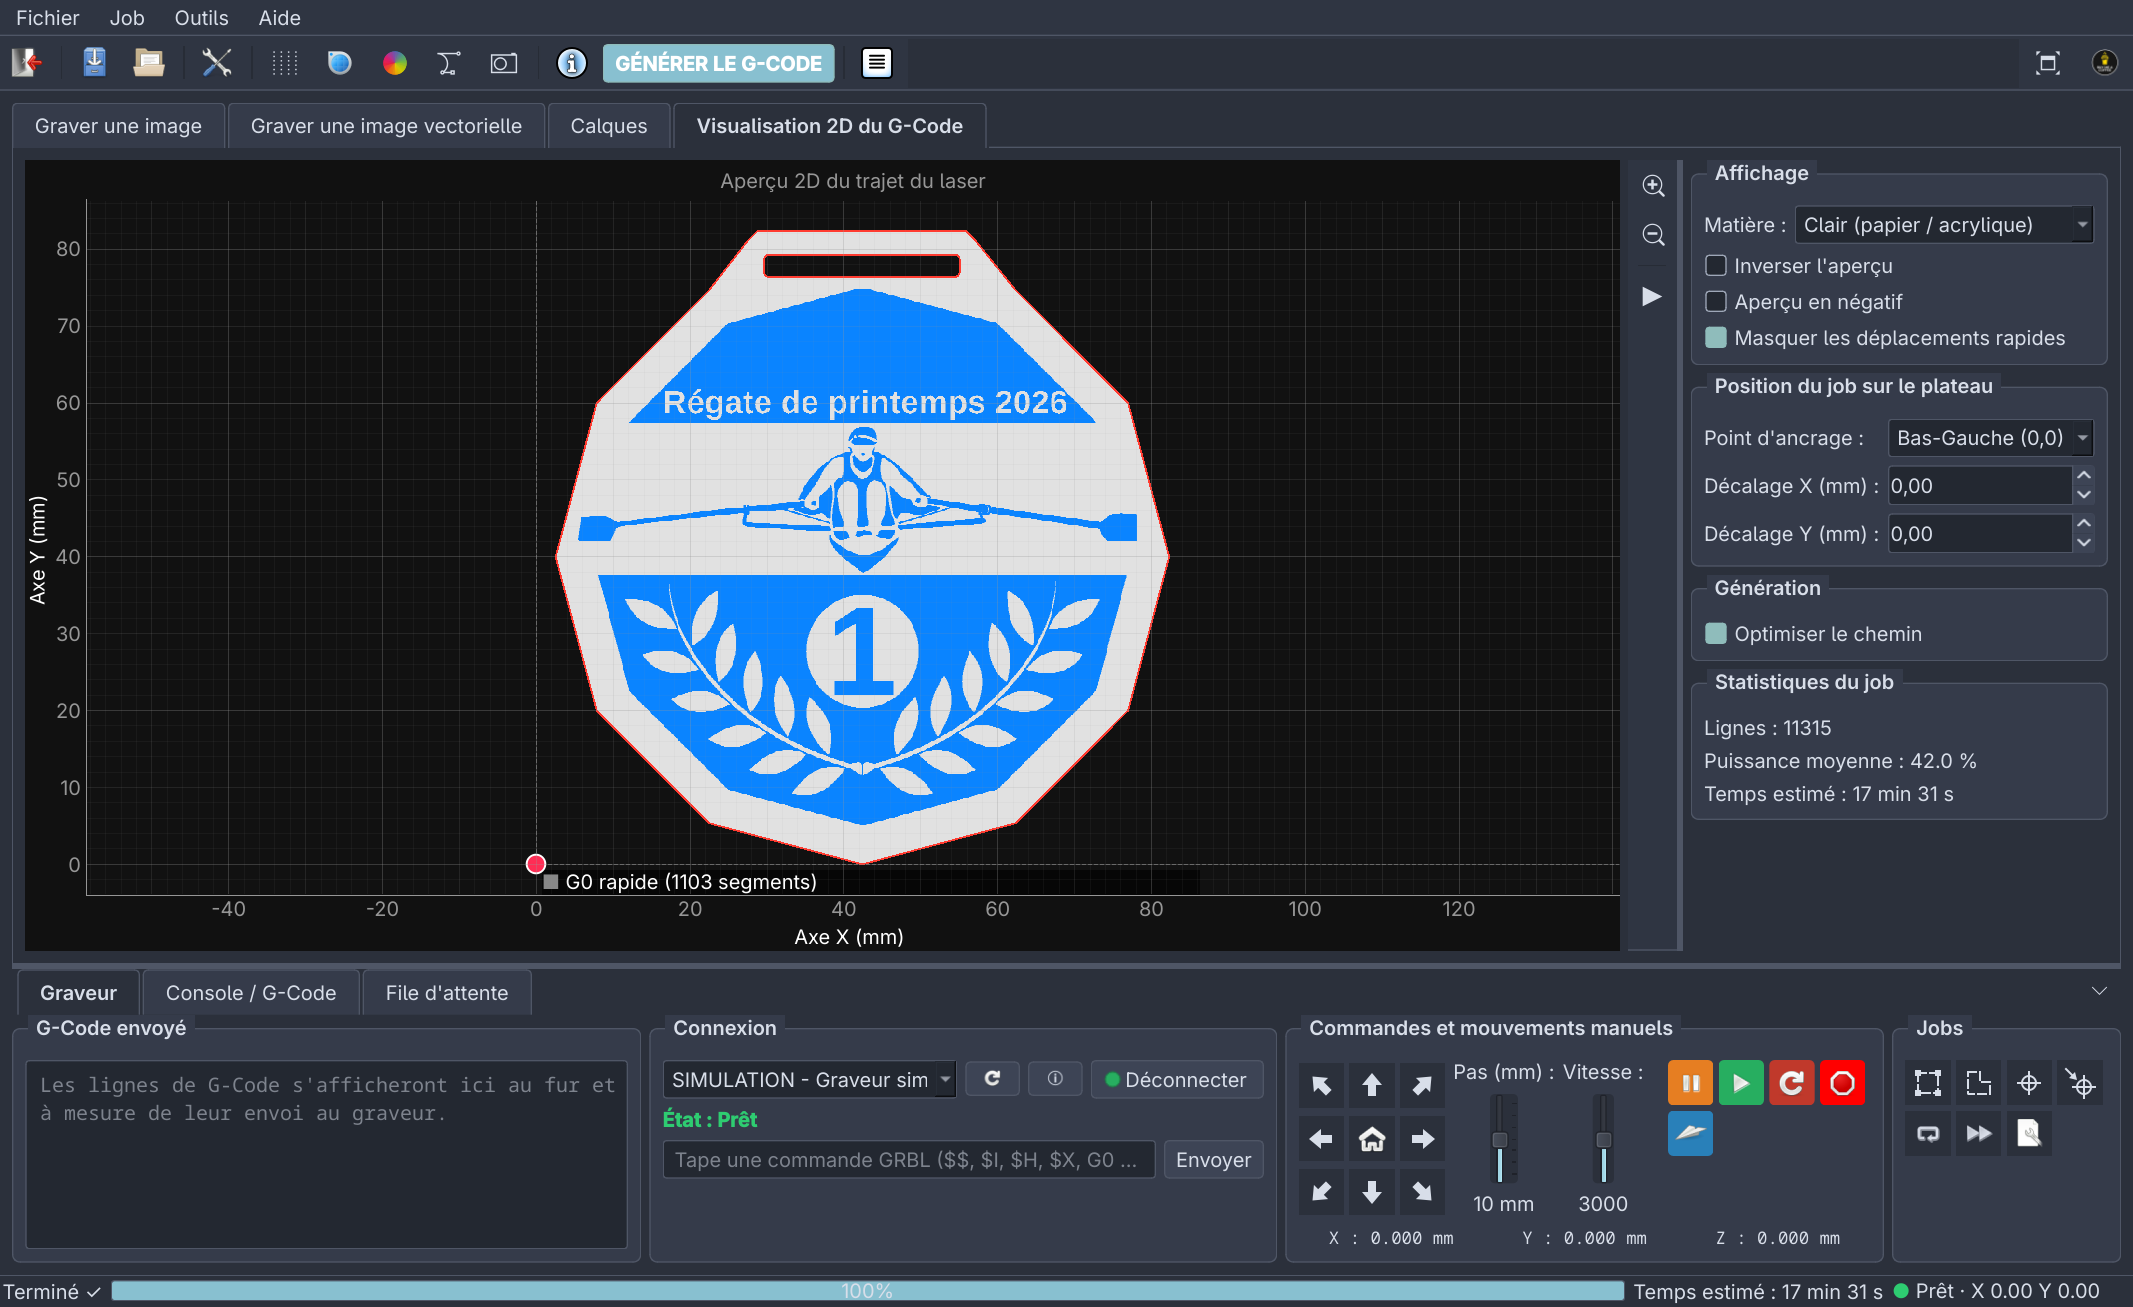 Fichier Job Outils Aide
GÉNÉRER LE G-CODE
Graver une image Graver une image vectorielle Calques Visualisation 2D du G-Code
Aperçu 2D du trajet du laser
Axe Y (mm)
80
70
60
50
40
30
20
10
0
Régate de printemps 2026
1
G0 rapide (1103 segments)
-40 -20 0 20 40 60 80 100 120
Axe X (mm)
Affichage
Matière : Clair (papier / acrylique)
Inverser l'aperçu
Aperçu en négatif
Masquer les déplacements rapides
Position du job sur le plateau
Point d'ancrage : Bas-Gauche (0,0)
Décalage X (mm) : 0,00
Décalage Y (mm) : 0,00
Génération
Optimiser le chemin
Statistiques du job
Lignes : 11315
Puissance moyenne : 42.0 %
Temps estimé : 17 min 31 s
Graveur Console / G-Code File d'attente
G-Code envoyé
Les lignes de G-Code s'afficheront ici au fur et
à mesure de leur envoi au graveur.
Connexion
SIMULATION - Graveur sim Déconnecter
État : Prêt
Tape une commande GRBL ($$, $I, $H, $X, G0 ... Envoyer
Commandes et mouvements manuels
Pas (mm) : Vitesse :
10 mm 3000
X : 0.000 mm Y : 0.000 mm Z : 0.000 mm
Jobs
Terminé ✓ 100% Temps estimé : 17 min 31 s Prêt · X 0.00 Y 0.00